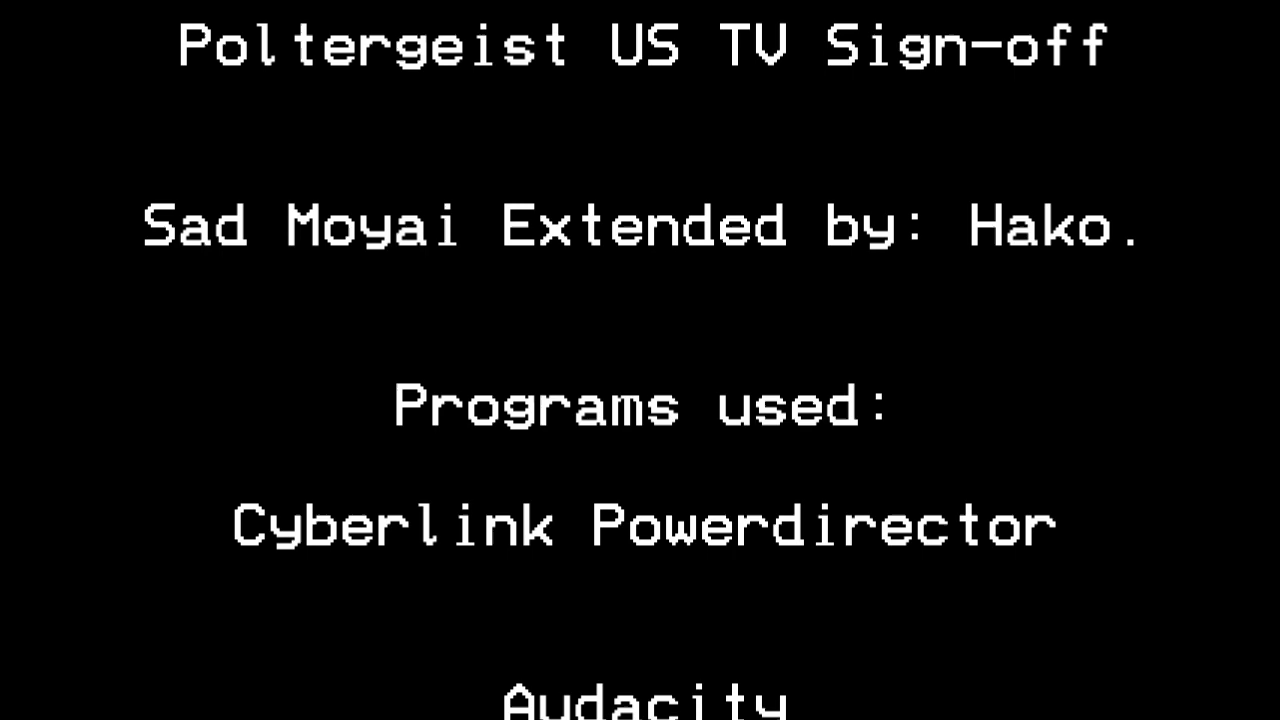 Poltergeist US TV Sign-off
Sad Moyai Extended by: Hako.
Programs used:
Cyberlink Powerdirector
Audacity